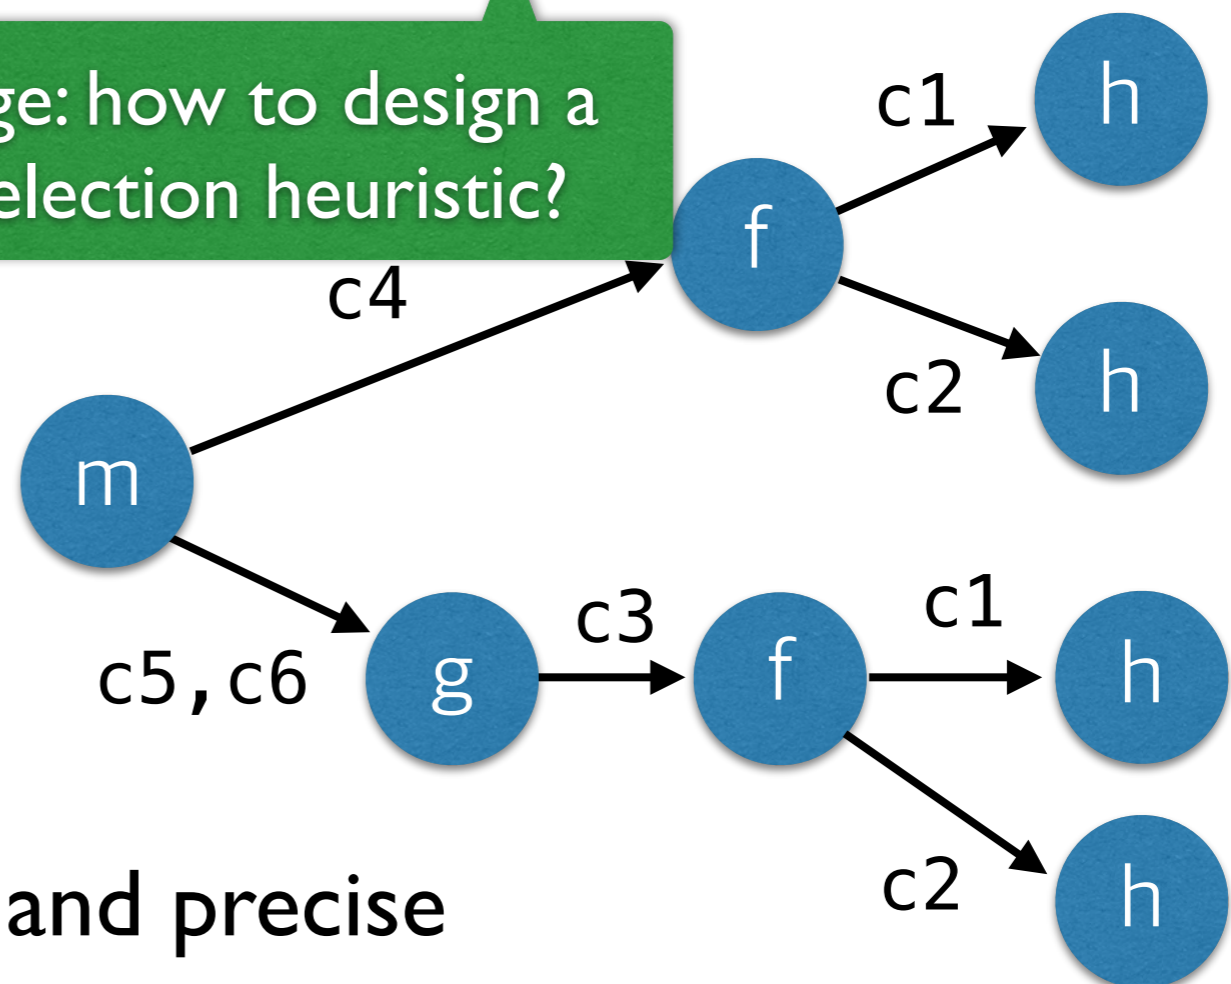 ge: how to design a
election heuristic?
c1
h
f
c4
c2
h
m
c5,c6
g
c3
f
c1
h
c2
h
and precise